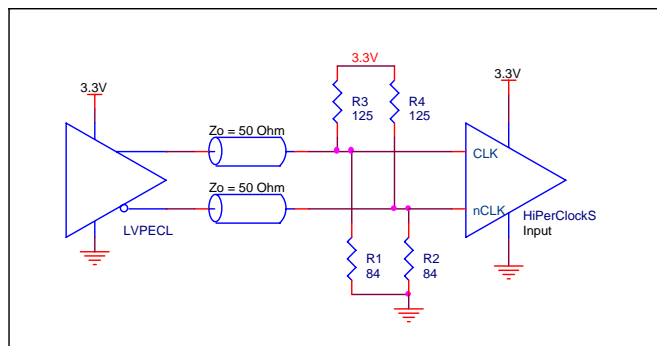 3.3V
3.3V
3.3V
R3
125
R4
125
Zo = 50 Ohm
CLK
Zo = 50 Ohm
nCLK
LVPECL
HiPerClockS
Input
R1
84
R2
84